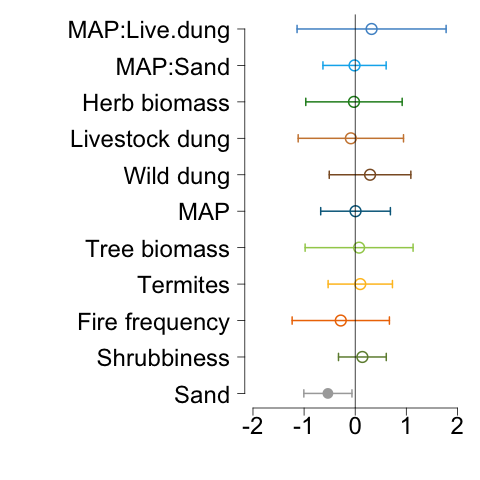 MAP:Live.dung
MAP:Sand
Herb biomass
Livestock dung
Wild dung
MAP
Tree biomass
Termites
Fire frequency
Shrubbiness
Sand
-2 -1 0 1 2